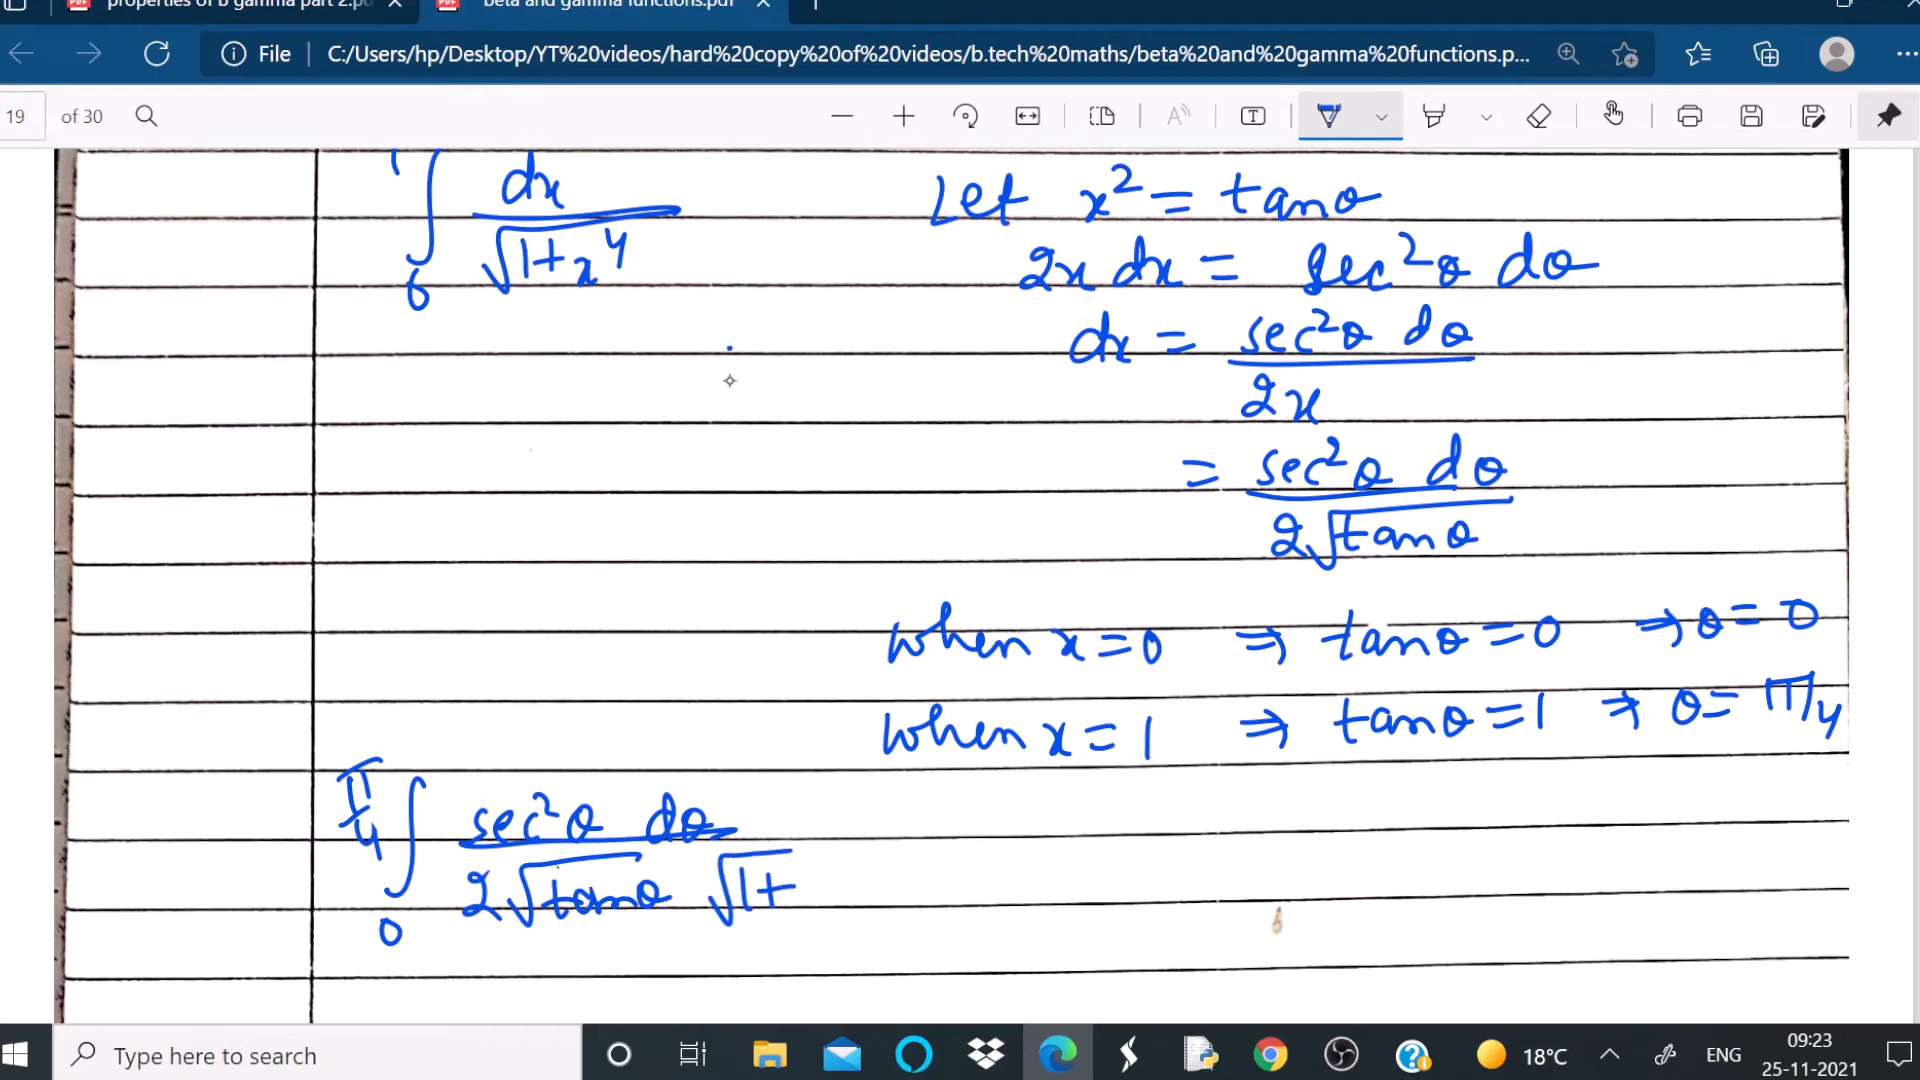 properties of b gamma part 2.pd
beta and gamma functions.pdf
File
C:/Users/hp/Desktop/YT%20videos/hard%20copy%20of%20videos/b.tech%20maths/beta%20and%20gamma%20functions.p...
19 of 30
∫₀¹ dx / √(1+x⁴)
Let x² = tanθ
2x dx = sec²θ dθ
dx = sec²θ dθ / 2x
= sec²θ dθ / 2√tanθ
when x=0 ⇒ tanθ=0 ⇒ θ=0
when x=1 ⇒ tanθ=1 ⇒ θ=π/4
∫₀^(π/4) sec²θ dθ / 2√tanθ √1+
Type here to search
18°C
ENG
09:23
25-11-2021